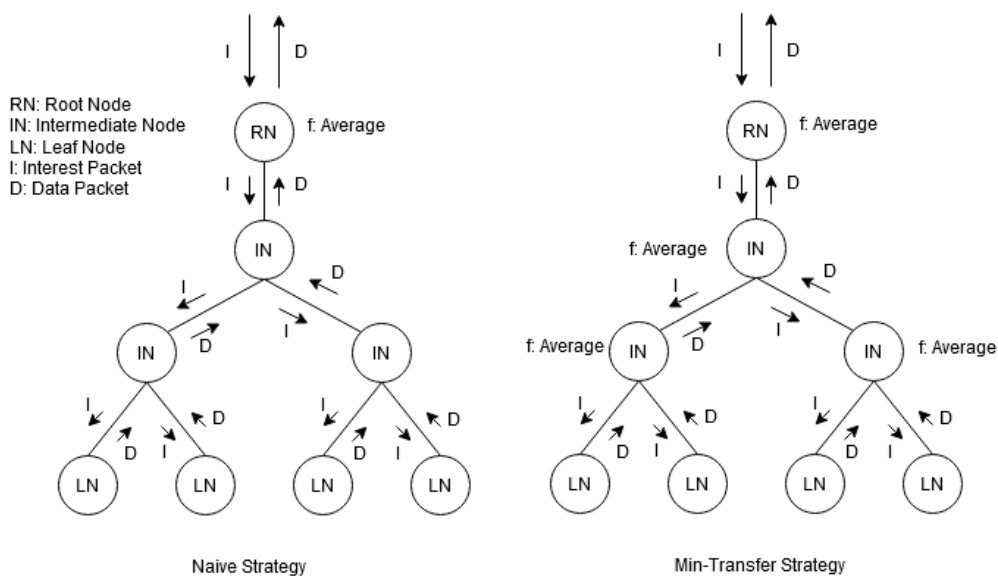 I
D
I
D
RN: Root Node
IN: Intermediate Node
LN: Leaf Node
I: Interest Packet
D: Data Packet
RN
f: Average
RN
f: Average
I
D
I
D
IN
f: Average
IN
I
D
I
D
D
I
D
I
IN
IN
f: Average
IN
IN
f: Average
I
D
I
D
I
D
I
D
D
I
D
I
D
I
D
I
LN
LN
LN
LN
LN
LN
LN
LN
Naive Strategy
Min-Transfer Strategy